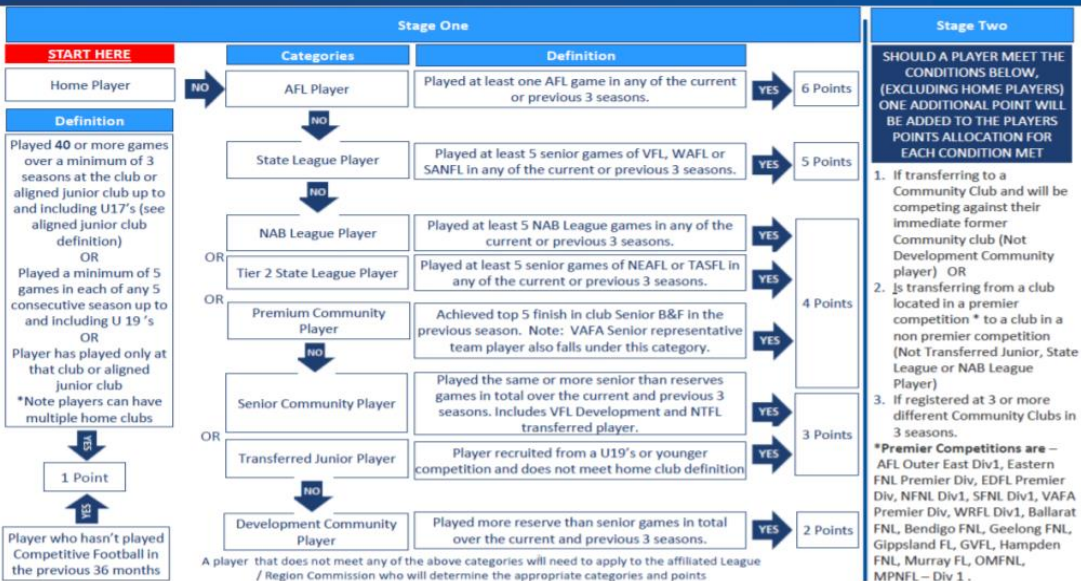 Stage One
START HERE
Home Player
Definition
Played 40 or more games
over a minimum of 3
seasons at the club or
aligned junior club up to
and including U17's (see
aligned junior club
definition)
OR
Played a minimum of 5
games in each of any 5
consecutive season up to
and including U 19 's
OR
Player has played only at
that club or aligned
junior club
*Note players can have
multiple home clubs
YES
1 Point
YES
Player who hasn't played
Competitive Football in
the previous 36 months
NO
Categories
Definition
AFL Player
Played at least one AFL game in any of the current
or previous 3 seasons.
YES
6 Points
NO
State League Player
Played at least 5 senior games of VFL, WAFL or
SANFL in any of the current or previous 3 seasons.
YES
5 Points
NO
NAB League Player
Played at least 5 NAB League games in any of the
current or previous 3 seasons.
YES
OR
Tier 2 State League Player
Played at least 5 senior games of NEAFL or TASFL in
any of the current or previous 3 seasons.
YES
4 Points
OR
Premium Community
Player
Achieved top 5 finish in club Senior B&F in the
previous season. Note: VAFA Senior representative
team player also falls under this category.
YES
NO
Senior Community Player
Played the same or more senior than reserves
games in total over the current and previous 3
seasons. Includes VFL Development and NTFL
transferred player.
YES
3 Points
OR
Transferred Junior Player
Player recruited from a U19's or younger
competition and does not meet home club definition
YES
NO
Development Community
Player
Played more reserve than senior games in total
over the current and previous 3 seasons.
YES
2 Points
A player that does not meet any of the above categories will need to apply to the affiliated League
/ Region Commission who will determine the appropriate categories and points
Stage Two
SHOULD A PLAYER MEET THE
CONDITIONS BELOW,
(EXCLUDING HOME PLAYERS)
ONE ADDITIONAL POINT WILL
BE ADDED TO THE PLAYERS
POINTS ALLOCATION FOR
EACH CONDITION MET
1. If transferring to a
Community Club and will be
competing against their
immediate former
Community club (Not
Development Community
player) OR
2. Is transferring from a club
located in a premier
competition * to a club in a
non premier competition
(Not Transferred Junior, State
League or NAB League
Player)
3. If registered at 3 or more
different Community Clubs in
3 seasons.
*Premier Competitions are –
AFL Outer East Div1, Eastern
FNL Premier Div, EDFL Premier
Div, NFNL Div1, SFNL Div1, VAFA
Premier Div, WRFL Div1, Ballarat
FNL, Bendigo FNL, Geelong FNL,
Gippsland FL, GVFL, Hampden
FNL, Murray FL, OMFNL,
MPNFL – Div 1 .